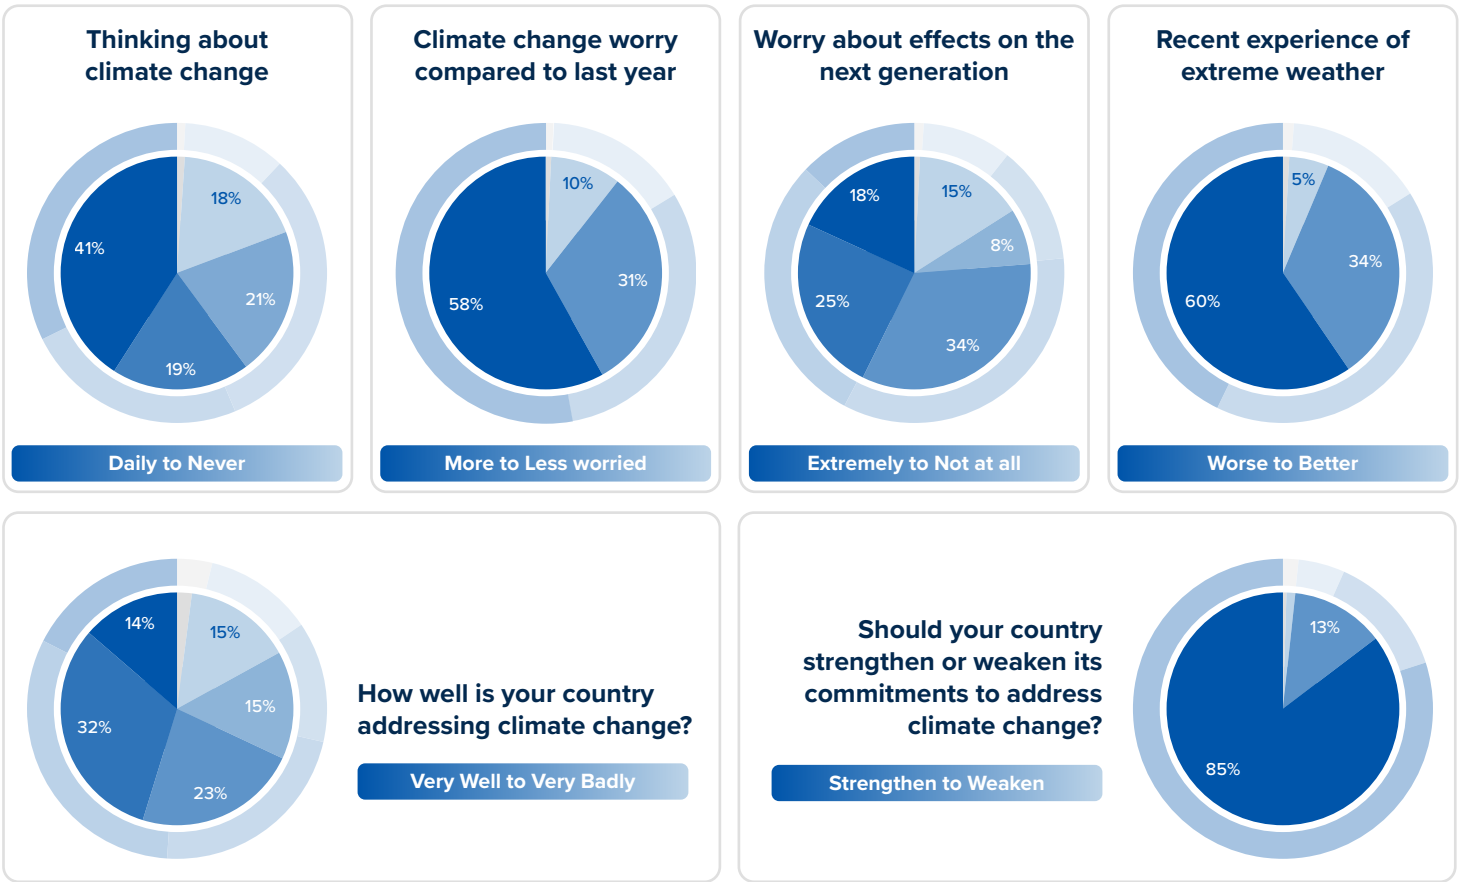 Thinking about
climate change
18%
41%
21%
19%
Daily to Never
Climate change worry
compared to last year
10%
31%
58%
More to Less worried
Worry about effects on the
next generation
18%
15%
8%
25%
34%
Extremely to Not at all
Recent experience of
extreme weather
5%
34%
60%
Worse to Better
14%
15%
15%
32%
23%
How well is your country
addressing climate change?
Very Well to Very Badly
Should your country
strengthen or weaken its
commitments to address
climate change?
Strengthen to Weaken
13%
85%